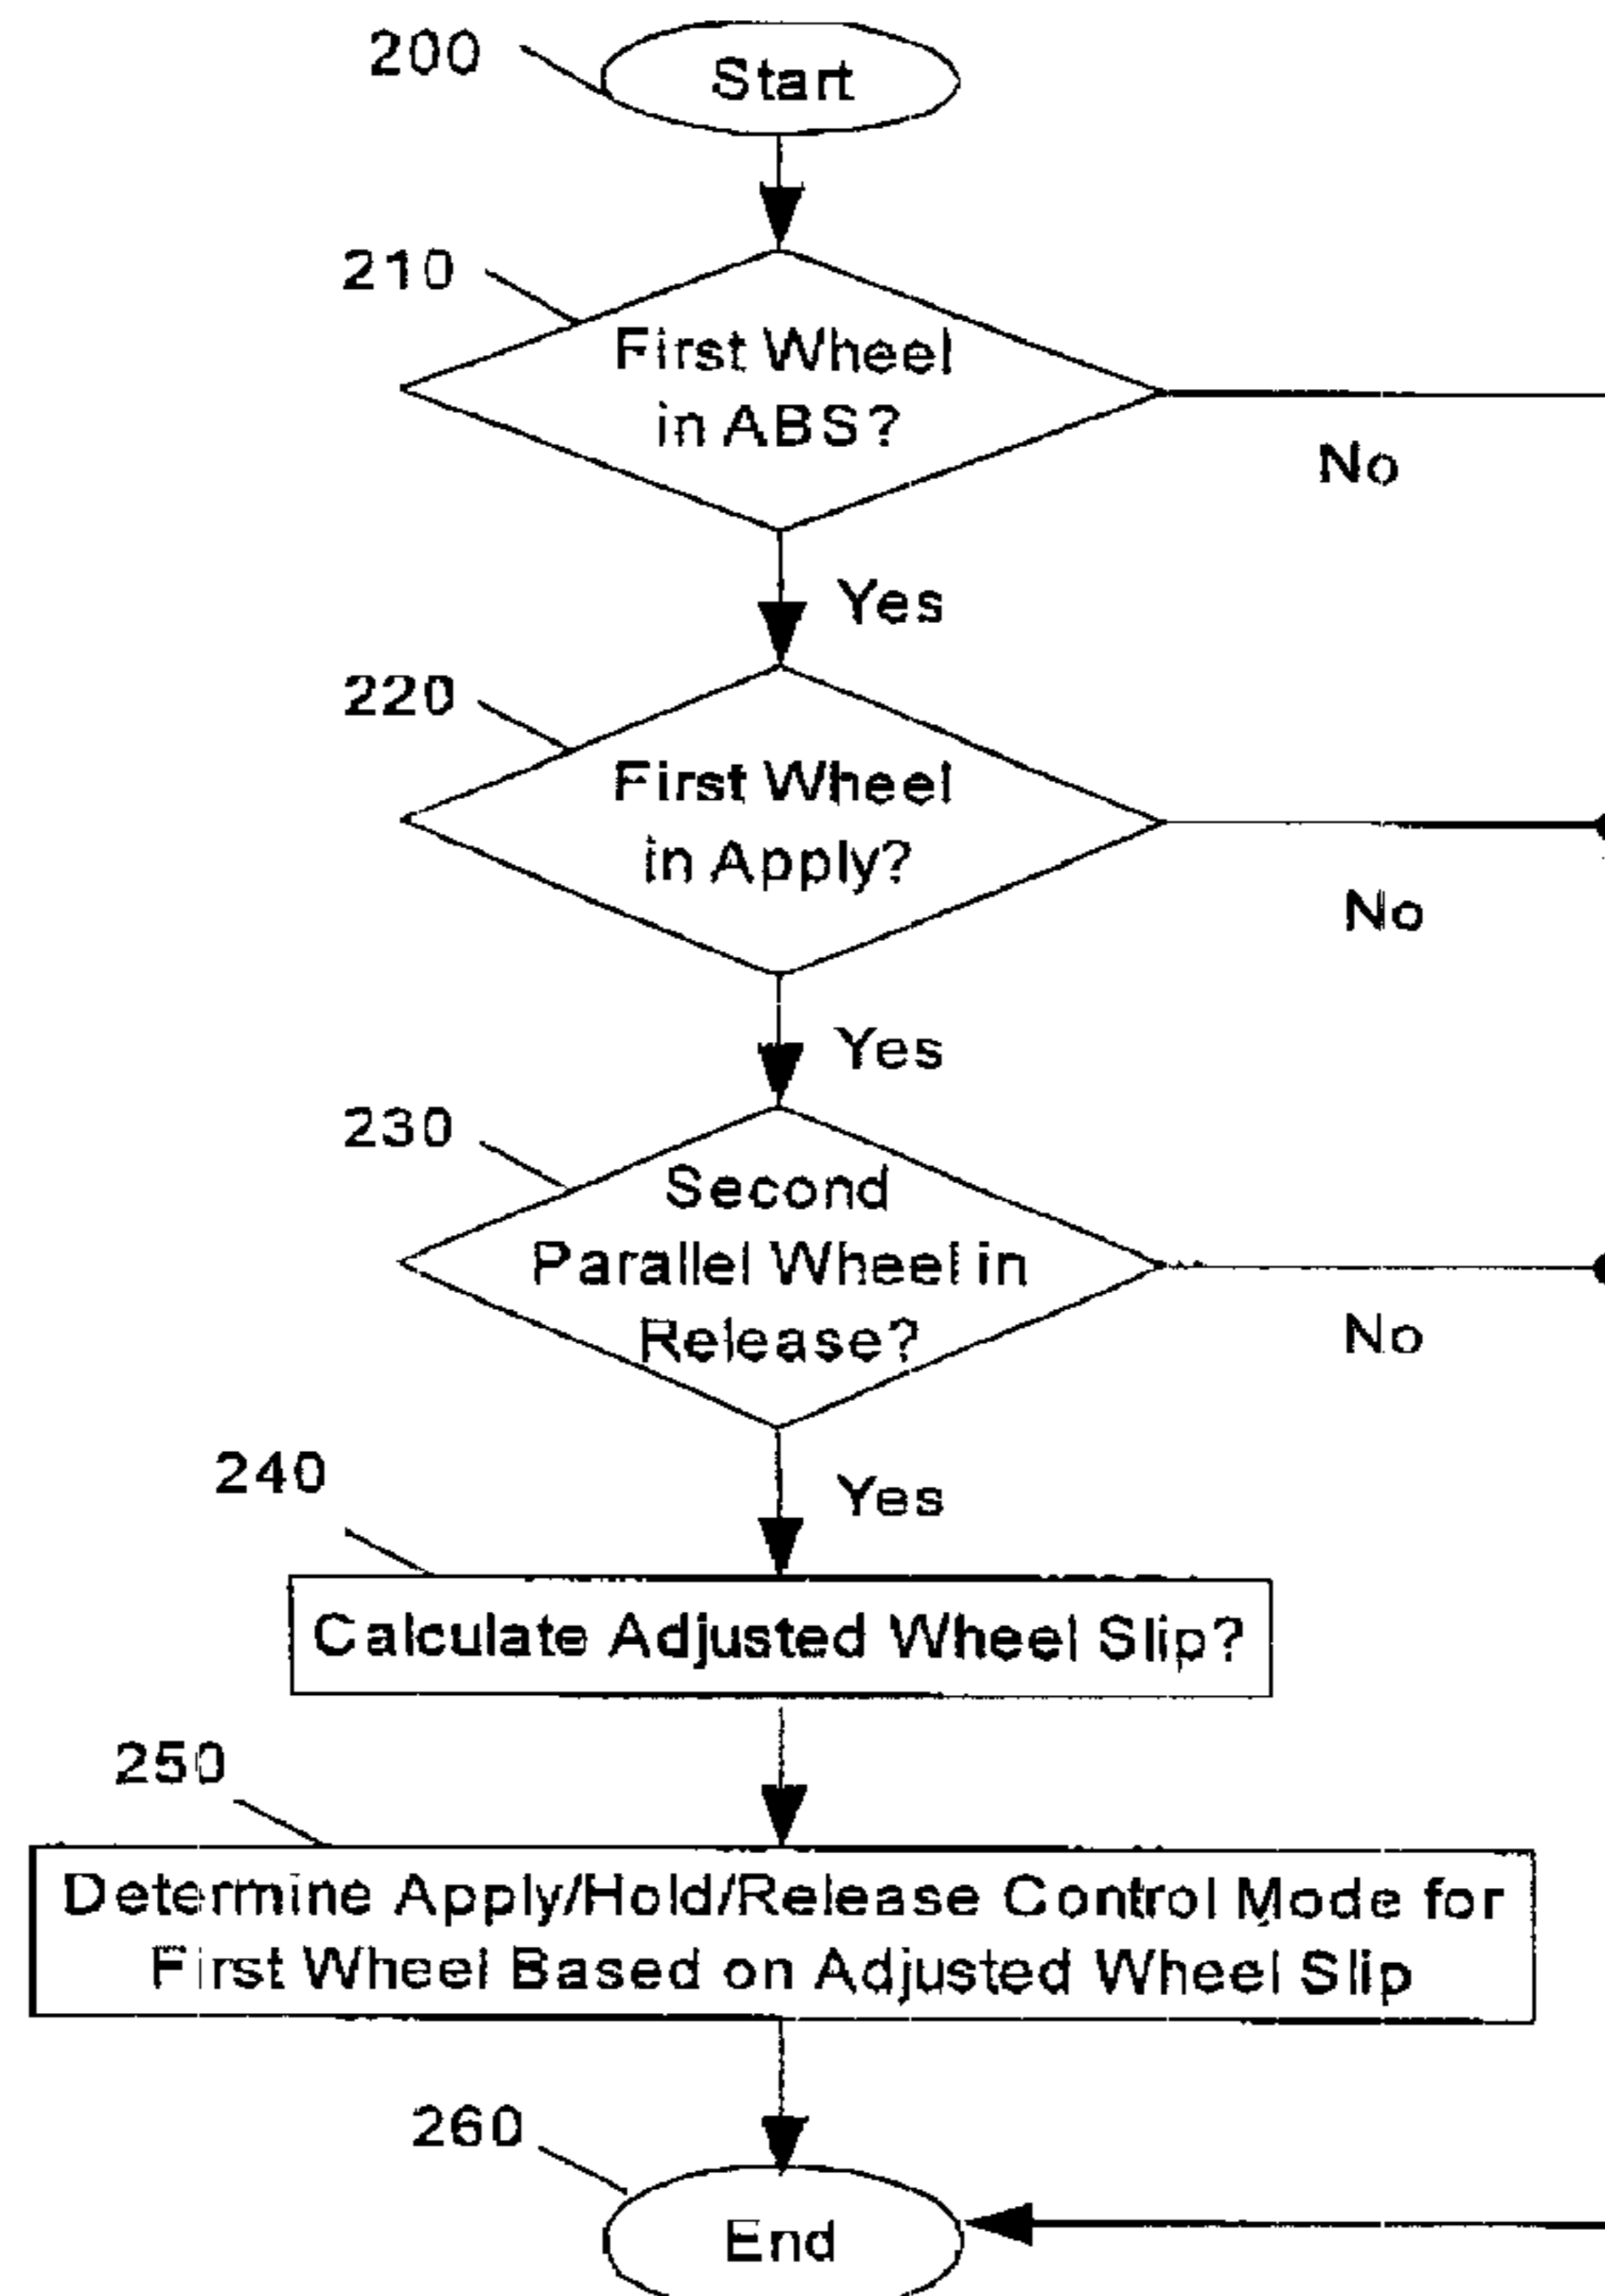 200
Start
210
First Wheel
in ABS?
No
Yes
220
First Wheel
in Apply?
No
Yes
230
Second
Parallel Wheel in
Release?
No
Yes
240
Calculate Adjusted Wheel Slip?
250
Determine Apply/Hold/Release Control Mode for
First Wheel Based on Adjusted Wheel Slip
260
End